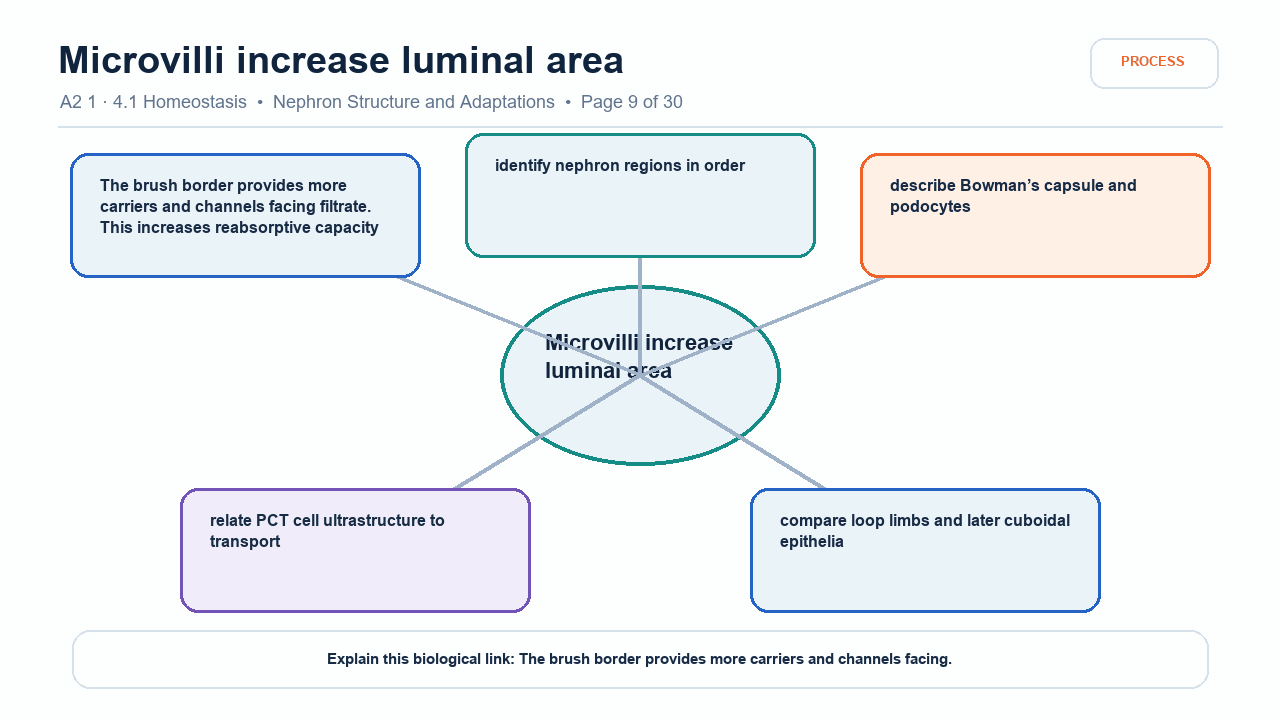 Microvilli increase luminal area
PROCESS
A2 1 · 4.1 Homeostasis • Nephron Structure and Adaptations • Page 9 of 30
The brush border provides more
carriers and channels facing filtrate.
This increases reabsorptive capacity
identify nephron regions in order
describe Bowman’s capsule and
podocytes
Microvilli increase
luminal area
relate PCT cell ultrastructure to
transport
compare loop limbs and later cuboidal
epithelia
Explain this biological link: The brush border provides more carriers and channels facing.